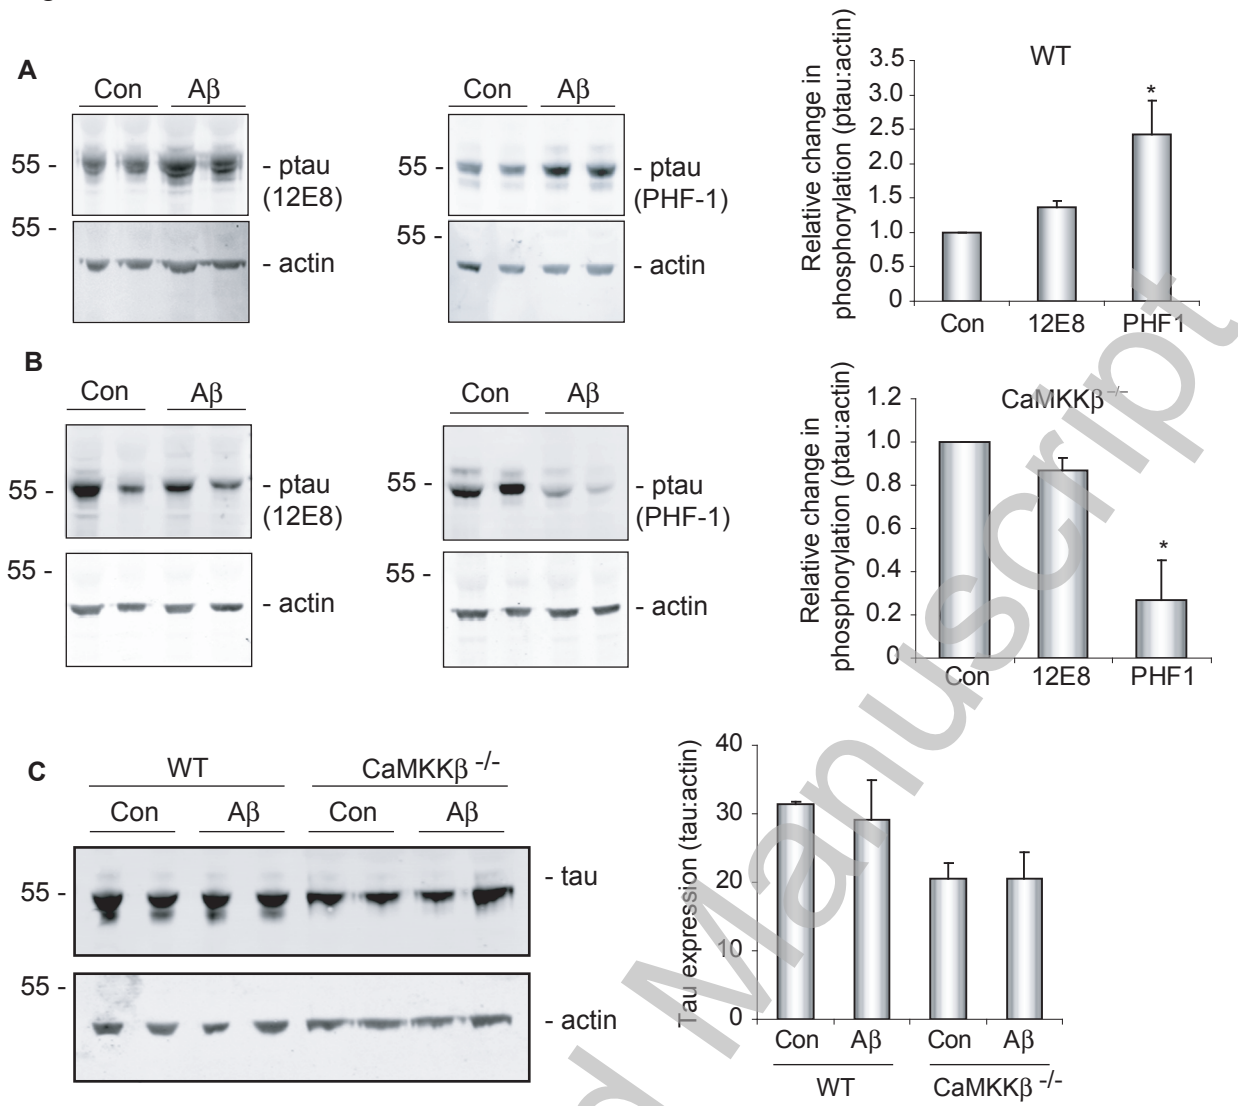 A
Con Aβ
55 -
- ptau
(12E8)
55 -
- actin
Con Aβ
55 -
- ptau
(PHF-1)
55 -
- actin
WT
Relative change in
phosphorylation (ptau:actin)
3.5
3.0
2.5
2.0
1.5
1.0
0.5
0
*
Con 12E8 PHF1
B
Con Aβ
55 -
- ptau
(12E8)
55 -
- actin
Con Aβ
55 -
- ptau
(PHF-1)
55 -
- actin
CaMKKβ-/-
Relative change in
phosphorylation (ptau:actin)
1.2
1.0
0.8
0.6
0.4
0.2
0
*
Con 12E8 PHF1
C
WT CaMKKβ -/-
Con Aβ Con Aβ
55 -
- tau
55 -
- actin
Tau expression (tau:actin)
40
30
20
10
0
Con Aβ Con Aβ
WT CaMKKβ -/-
d Manuscript